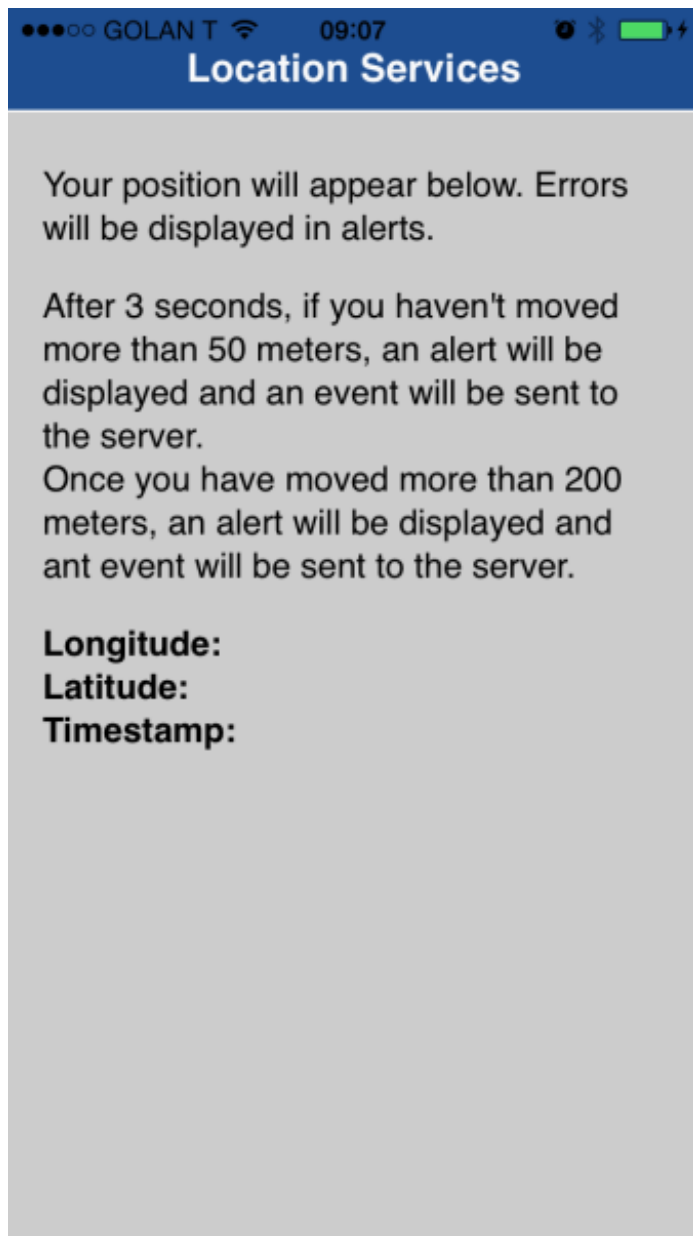 GOLAN T 09:07
Location Services
Your position will appear below. Errors
will be displayed in alerts.
After 3 seconds, if you haven't moved
more than 50 meters, an alert will be
displayed and an event will be sent to
the server.
Once you have moved more than 200
meters, an alert will be displayed and
ant event will be sent to the server.
Longitude:
Latitude:
Timestamp: